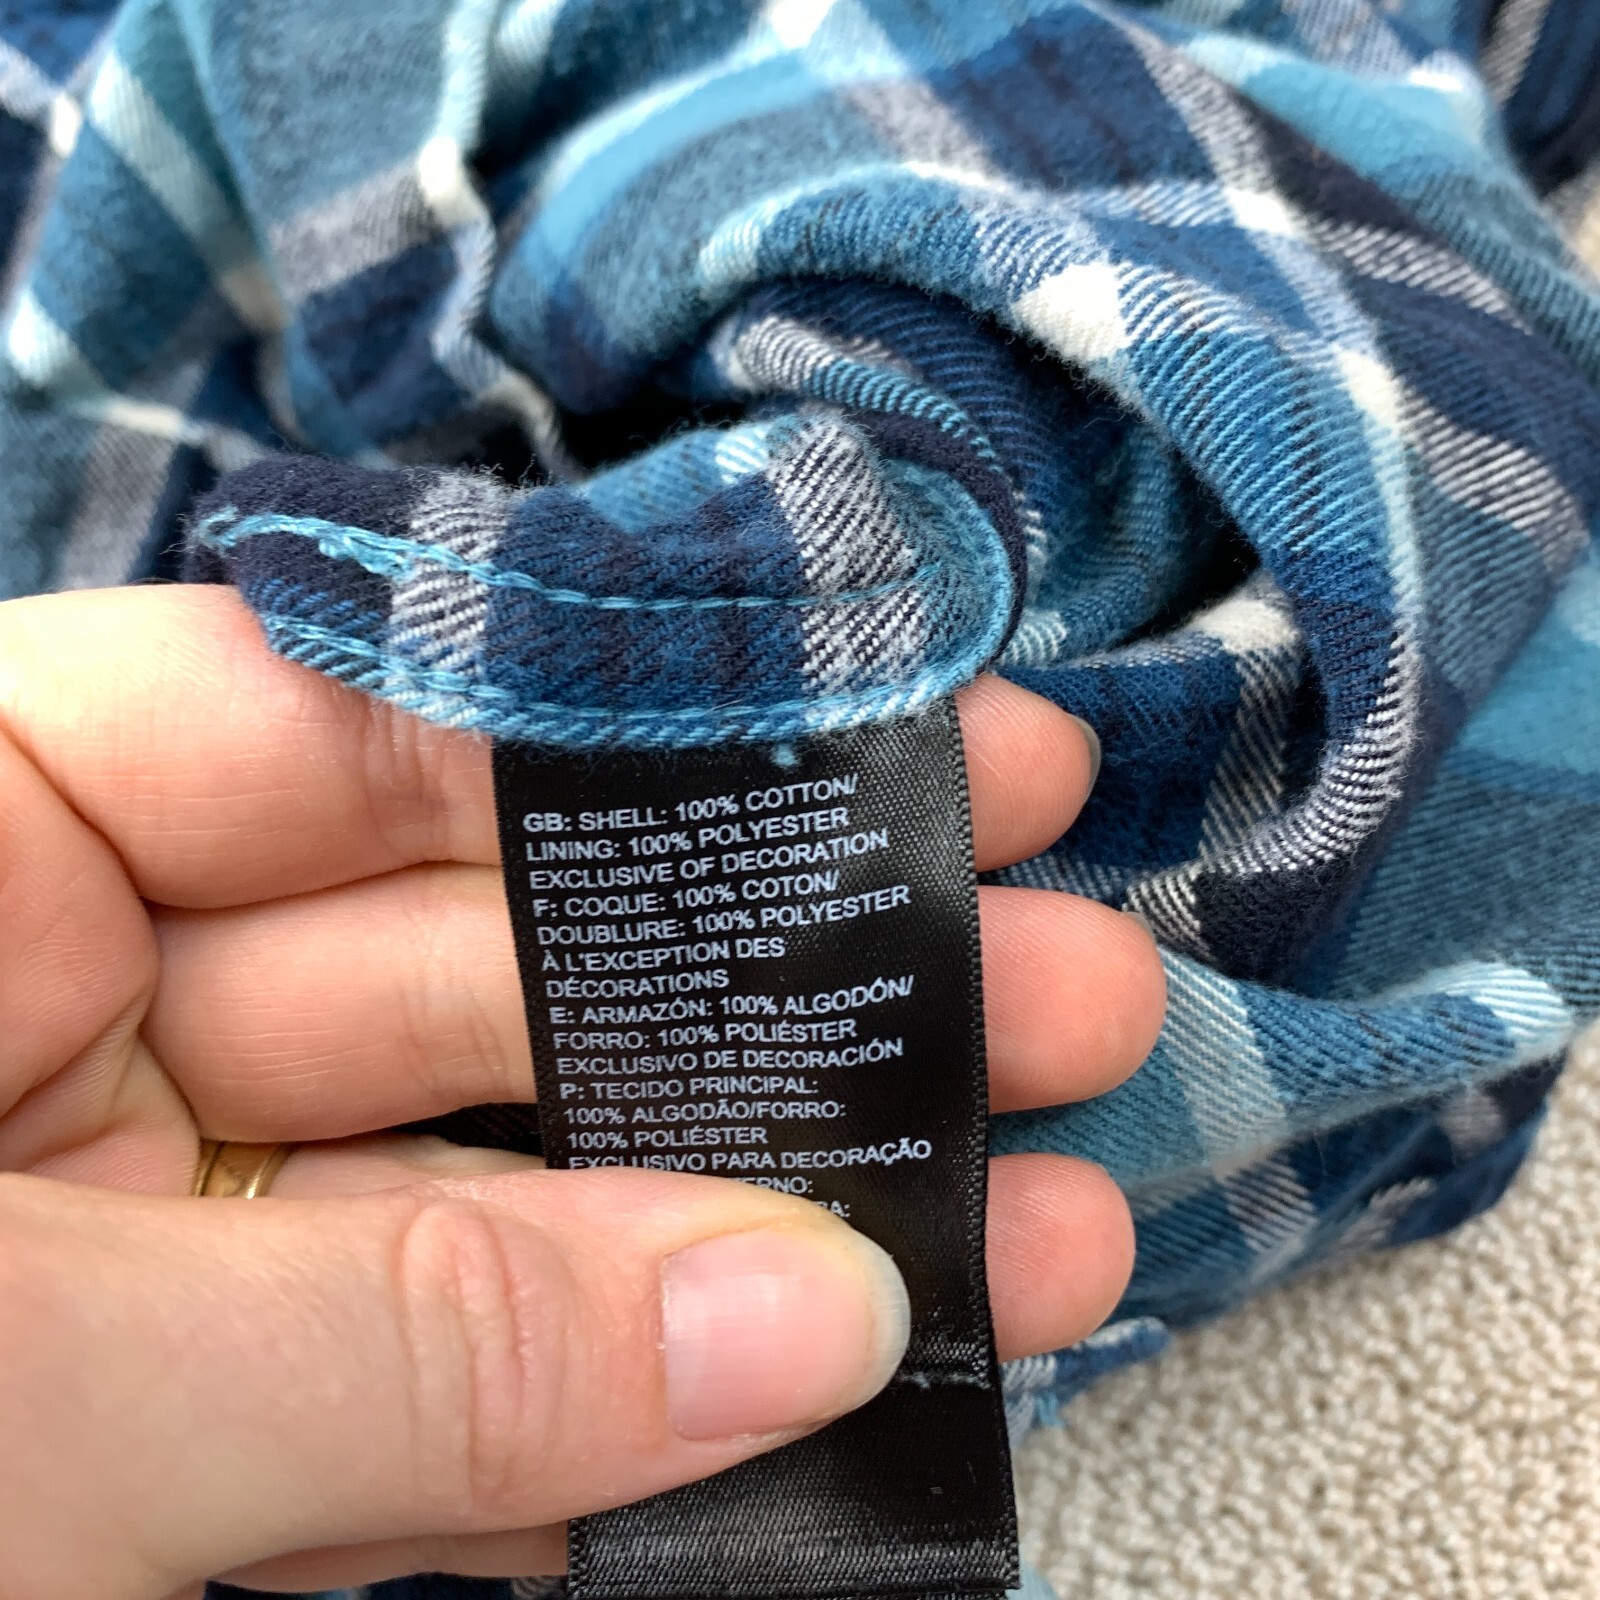 GB: SHELL: 100% COTTON/
LINING: 100% POLYESTER
EXCLUSIVE OF DECORATION
F: COQUE: 100% COTON/
DOUBLURE: 100% POLYESTER
À L'EXCEPTION DES
DÉCORATIONS
E: ARMAZÓN: 100% ALGODÓN/
FORRO: 100% POLIÉSTER
EXCLUSIVO DE DECORACIÓN
P: TECIDO PRINCIPAL:
100% ALGODÃO/FORRO:
100% POLIÉSTER
EXCLUSIVO PARA DECORAÇÃO